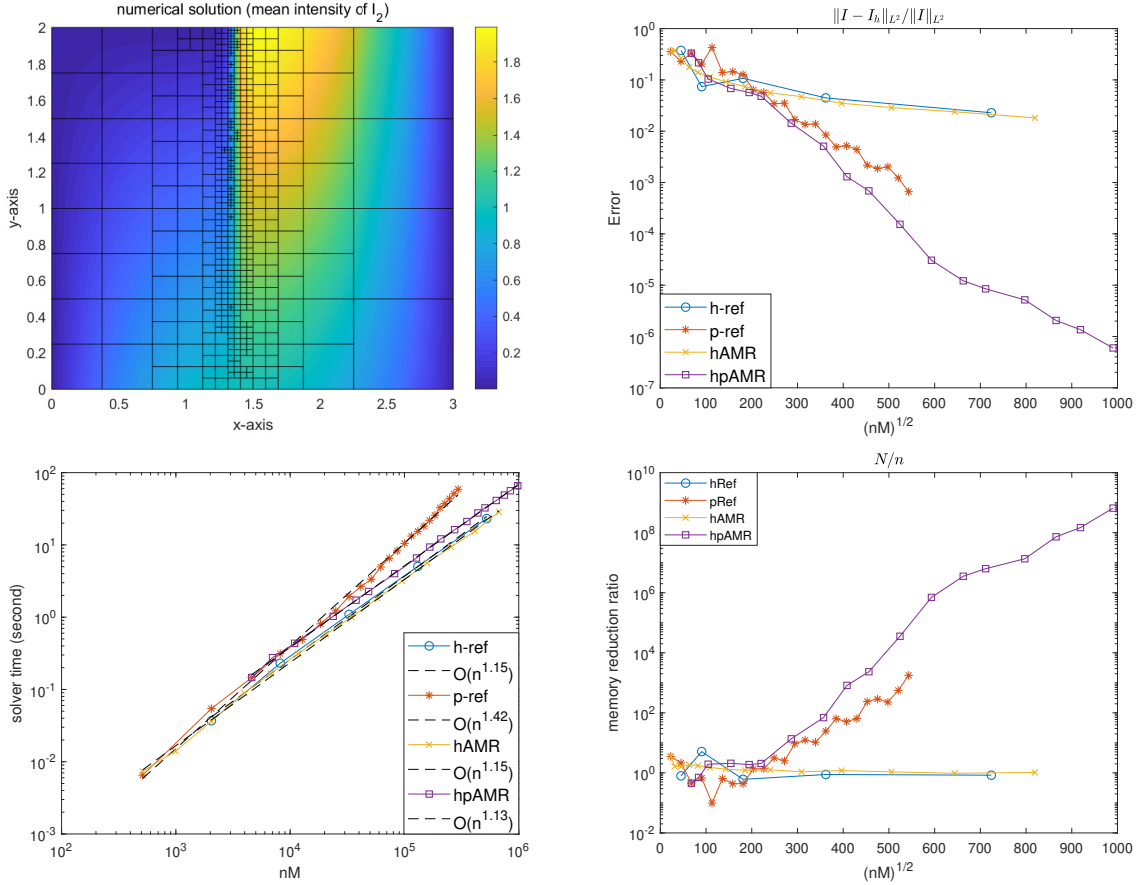 numerical solution (mean intensity of I_2)
2
1.8
1.6
1.4
1.2
1
0.8
0.6
0.4
0.2
0
y-axis
0
0.5
1
1.5
2
2.5
3
x-axis
1.8
1.6
1.4
1.2
1
0.8
0.6
0.4
0.2
‖I − I_h‖_{L²}/‖I‖_{L²}
10^0
10^-1
10^-2
10^-3
10^-4
10^-5
10^-6
10^-7
Error
h-ref
p-ref
hAMR
hpAMR
0
100
200
300
400
500
600
700
800
900
1000
(nM)^{1/2}
10^2
10^1
10^0
10^-1
10^-2
10^-3
solver time (second)
h-ref
O(n^{1.15})
p-ref
O(n^{1.42})
hAMR
O(n^{1.15})
hpAMR
O(n^{1.13})
10^2
10^3
10^4
10^5
10^6
nM
N/n
10^10
10^8
10^6
10^4
10^2
10^0
10^-2
memory reduction ratio
hRef
pRef
hAMR
hpAMR
0
100
200
300
400
500
600
700
800
900
1000
(nM)^{1/2}